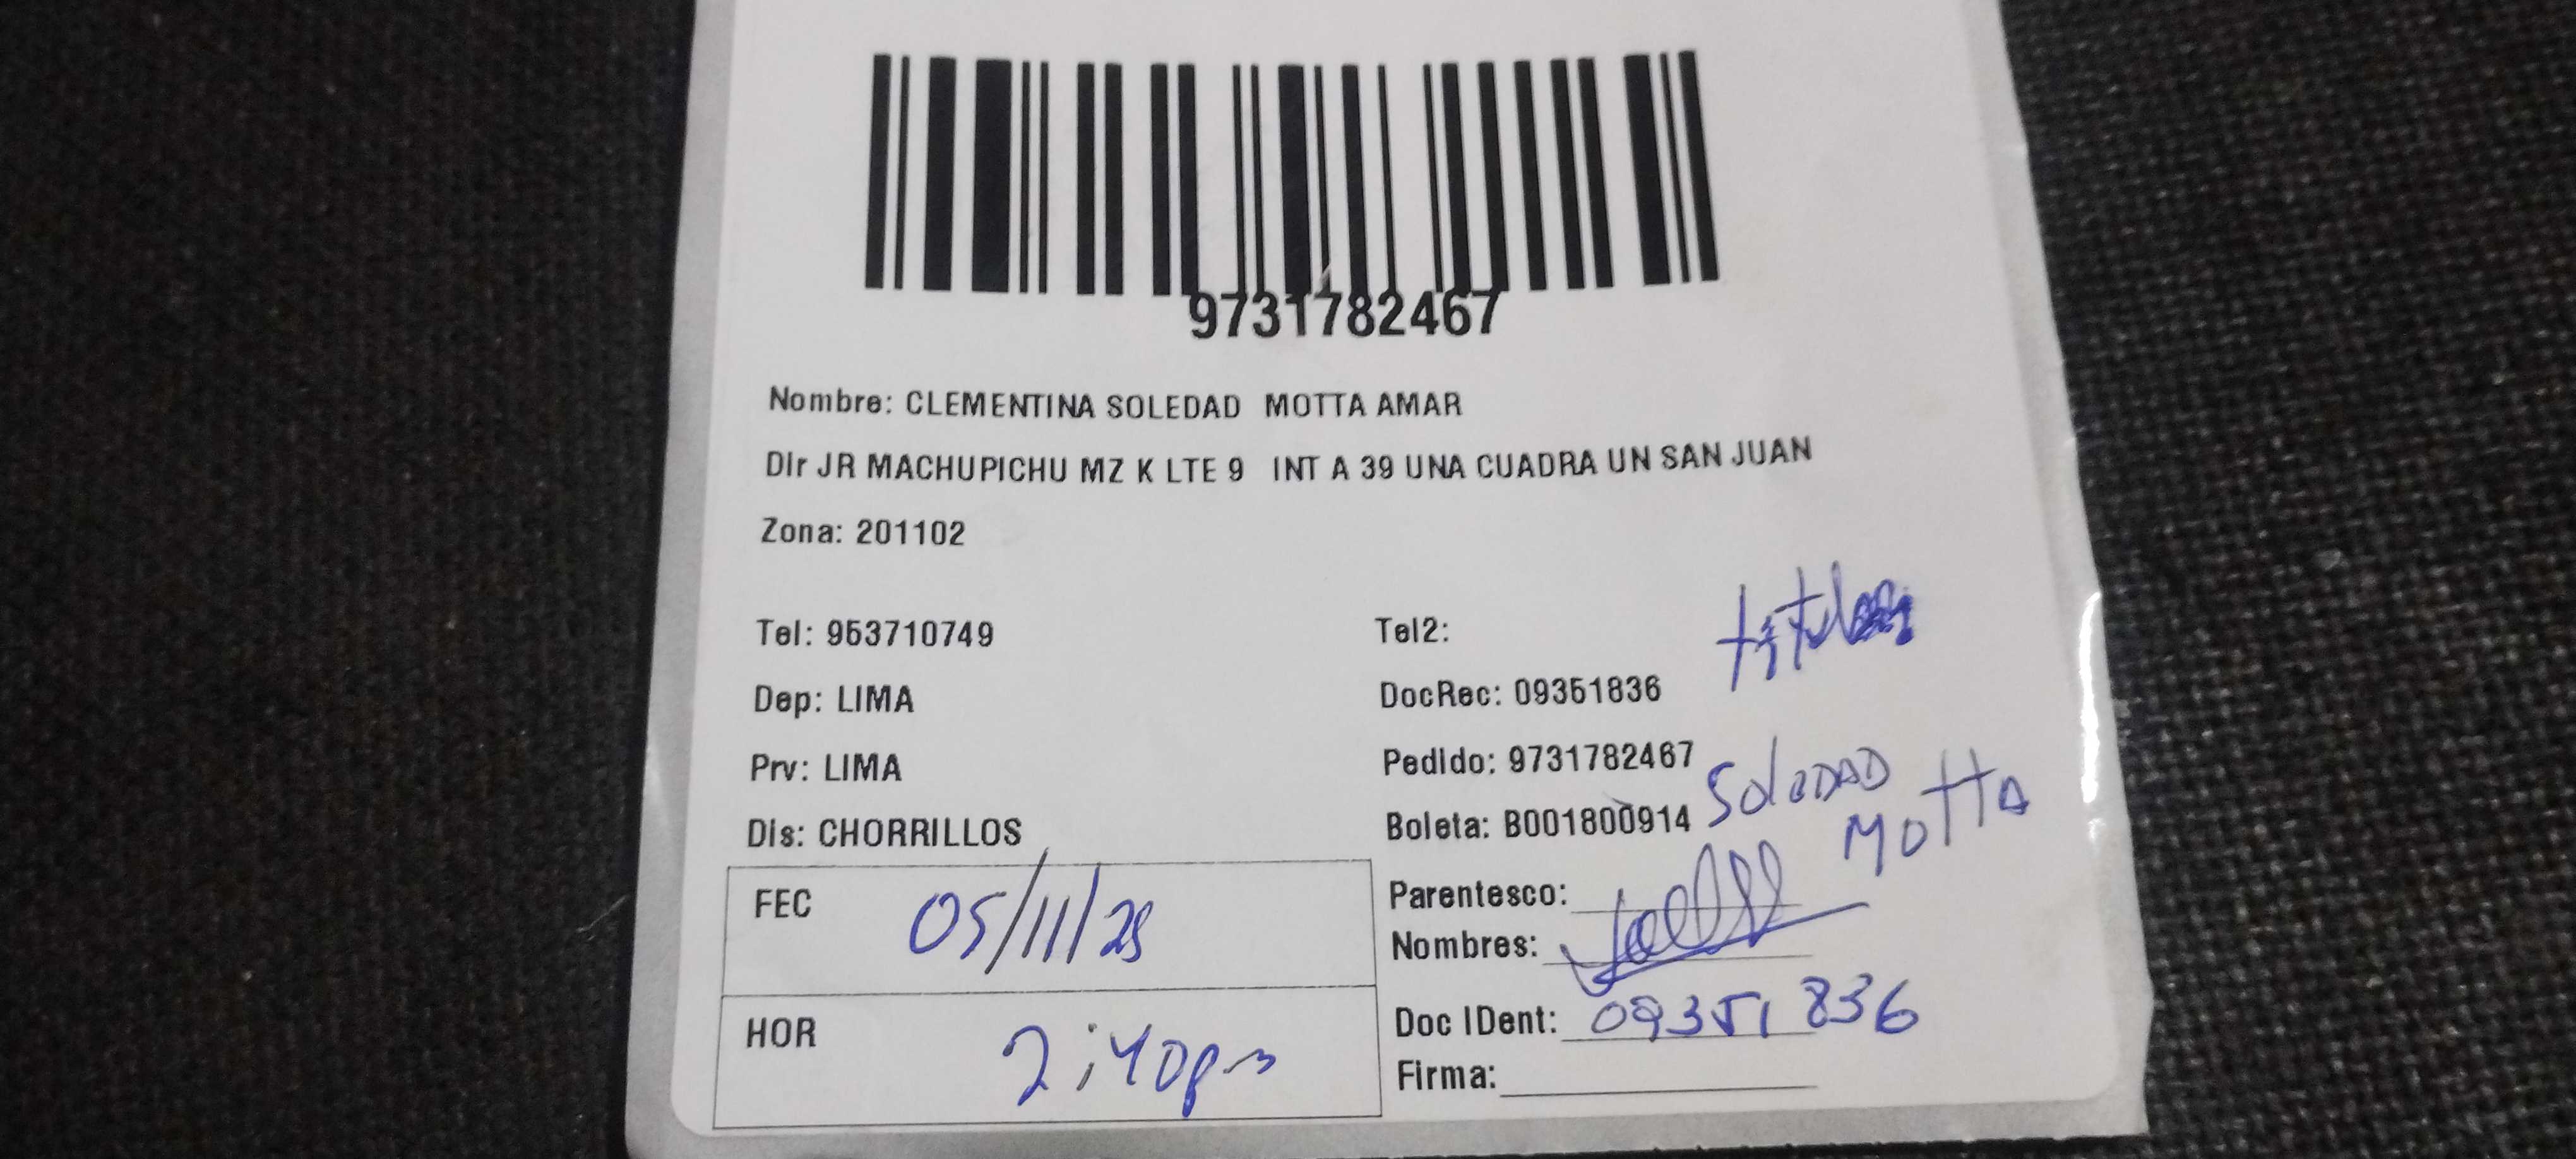 9731782467
Nombre: CLEMENTINA SOLEDAD MOTTA AMAR
Dir JR MACHUPICHU MZ K LTE 9 INT A 39 UNA CUADRA UN SAN JUAN
Zona: 201102
Tel: 953710749 Tel2:
Dep: LIMA DocRec: 09351836
Prv: LIMA Pedido: 9731782467
Dis: CHORRILLOS Boleta: B001800914
SoleDAD
Motta
FEC 05/11/25
Parentesco:
Nombres:
HOR 2:40pm
Doc IDent: 09351836
Firma: